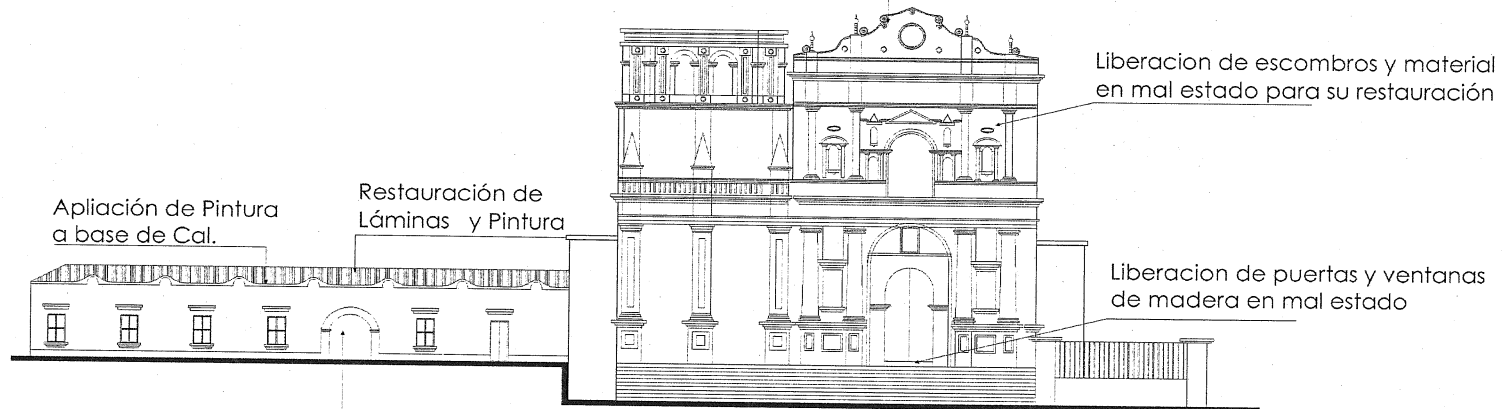 Apliación de Pintura
a base de Cal.
Restauración de
Láminas y Pintura
Liberacion de escombros y material
en mal estado para su restauración
Liberacion de puertas y ventanas
de madera en mal estado